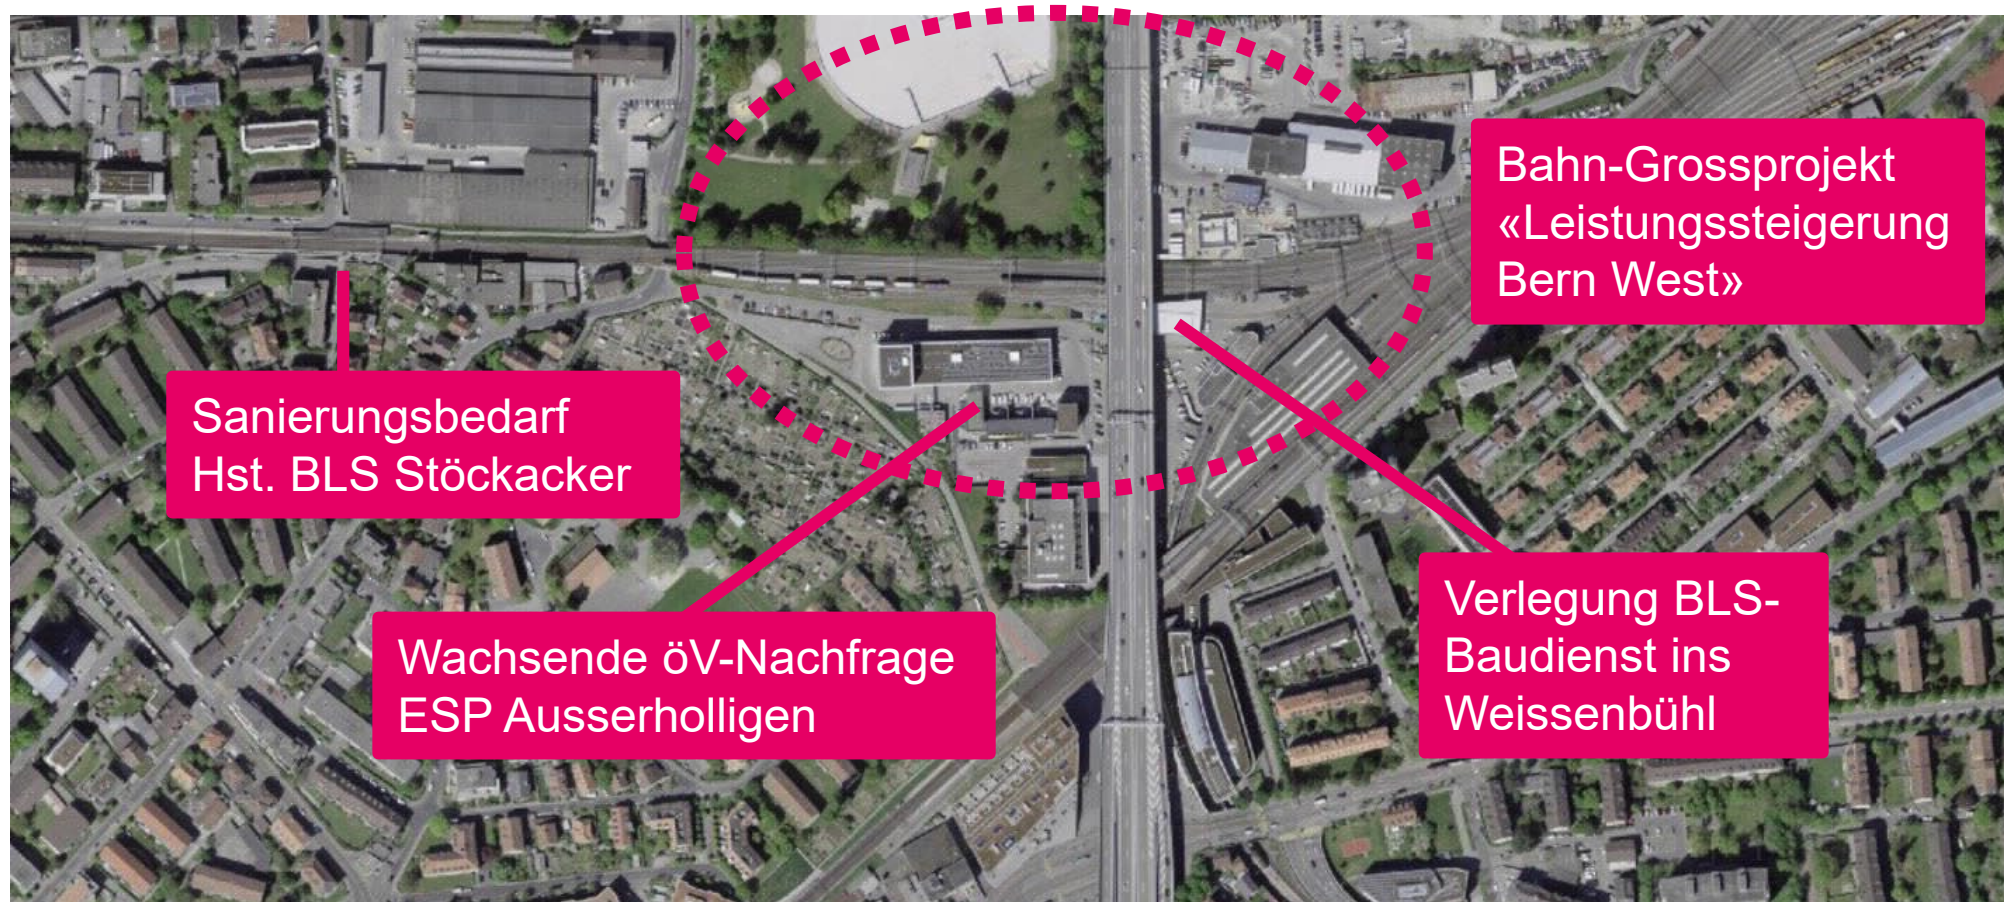 Bahn-Grossprojekt
«Leistungssteigerung
Bern West»
Sanierungsbedarf
Hst. BLS Stöckacker
Wachsende öV-Nachfrage
ESP Ausserholligen
Verlegung BLS-
Baudienst ins
Weissenbühl